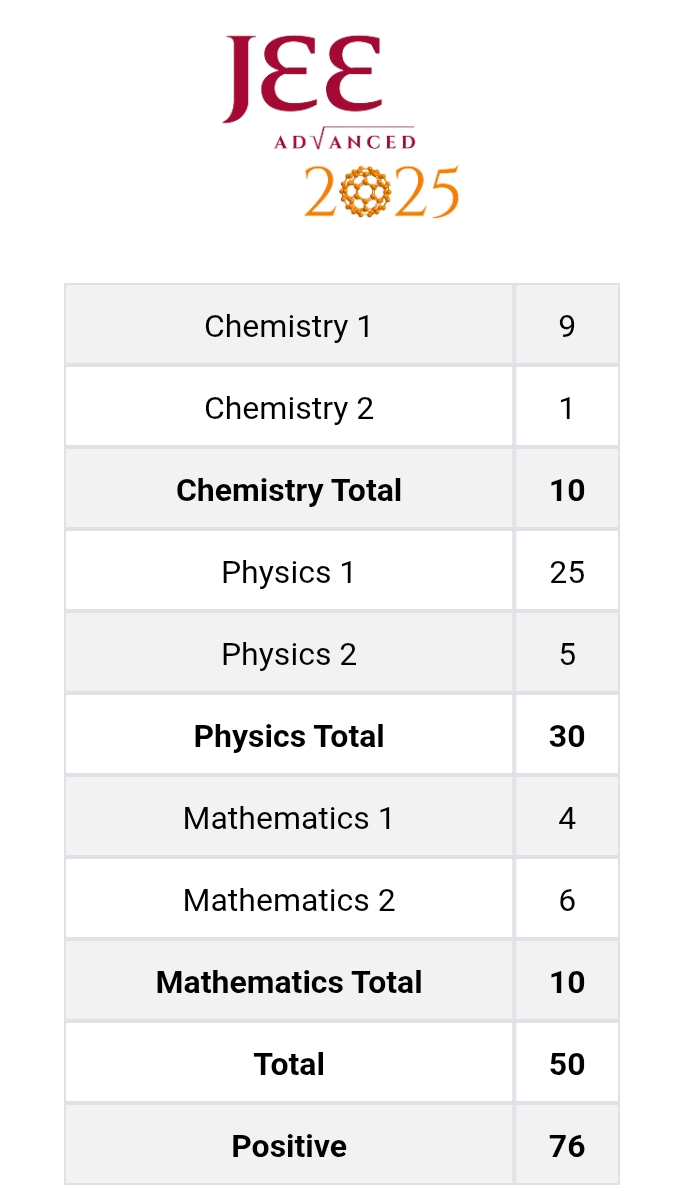 JEE
ADVANCED
2025
Chemistry 1 9
Chemistry 2 1
Chemistry Total 10
Physics 1 25
Physics 2 5
Physics Total 30
Mathematics 1 4
Mathematics 2 6
Mathematics Total 10
Total 50
Positive 76